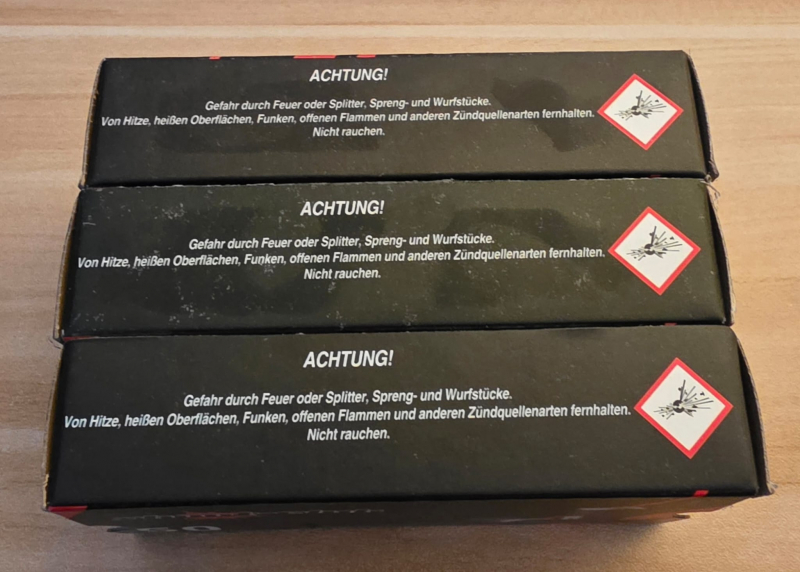 ACHTUNG!
Gefahr durch Feuer oder Splitter, Spreng- und Wurfstücke.
Von Hitze, heißen Oberflächen, Funken, offenen Flammen und anderen Zündquellenarten fernhalten.
Nicht rauchen.
ACHTUNG!
Gefahr durch Feuer oder Splitter, Spreng- und Wurfstücke.
Von Hitze, heißen Oberflächen, Funken, offenen Flammen und anderen Zündquellenarten fernhalten.
Nicht rauchen.
ACHTUNG!
Gefahr durch Feuer oder Splitter, Spreng- und Wurfstücke.
Von Hitze, heißen Oberflächen, Funken, offenen Flammen und anderen Zündquellenarten fernhalten.
Nicht rauchen.